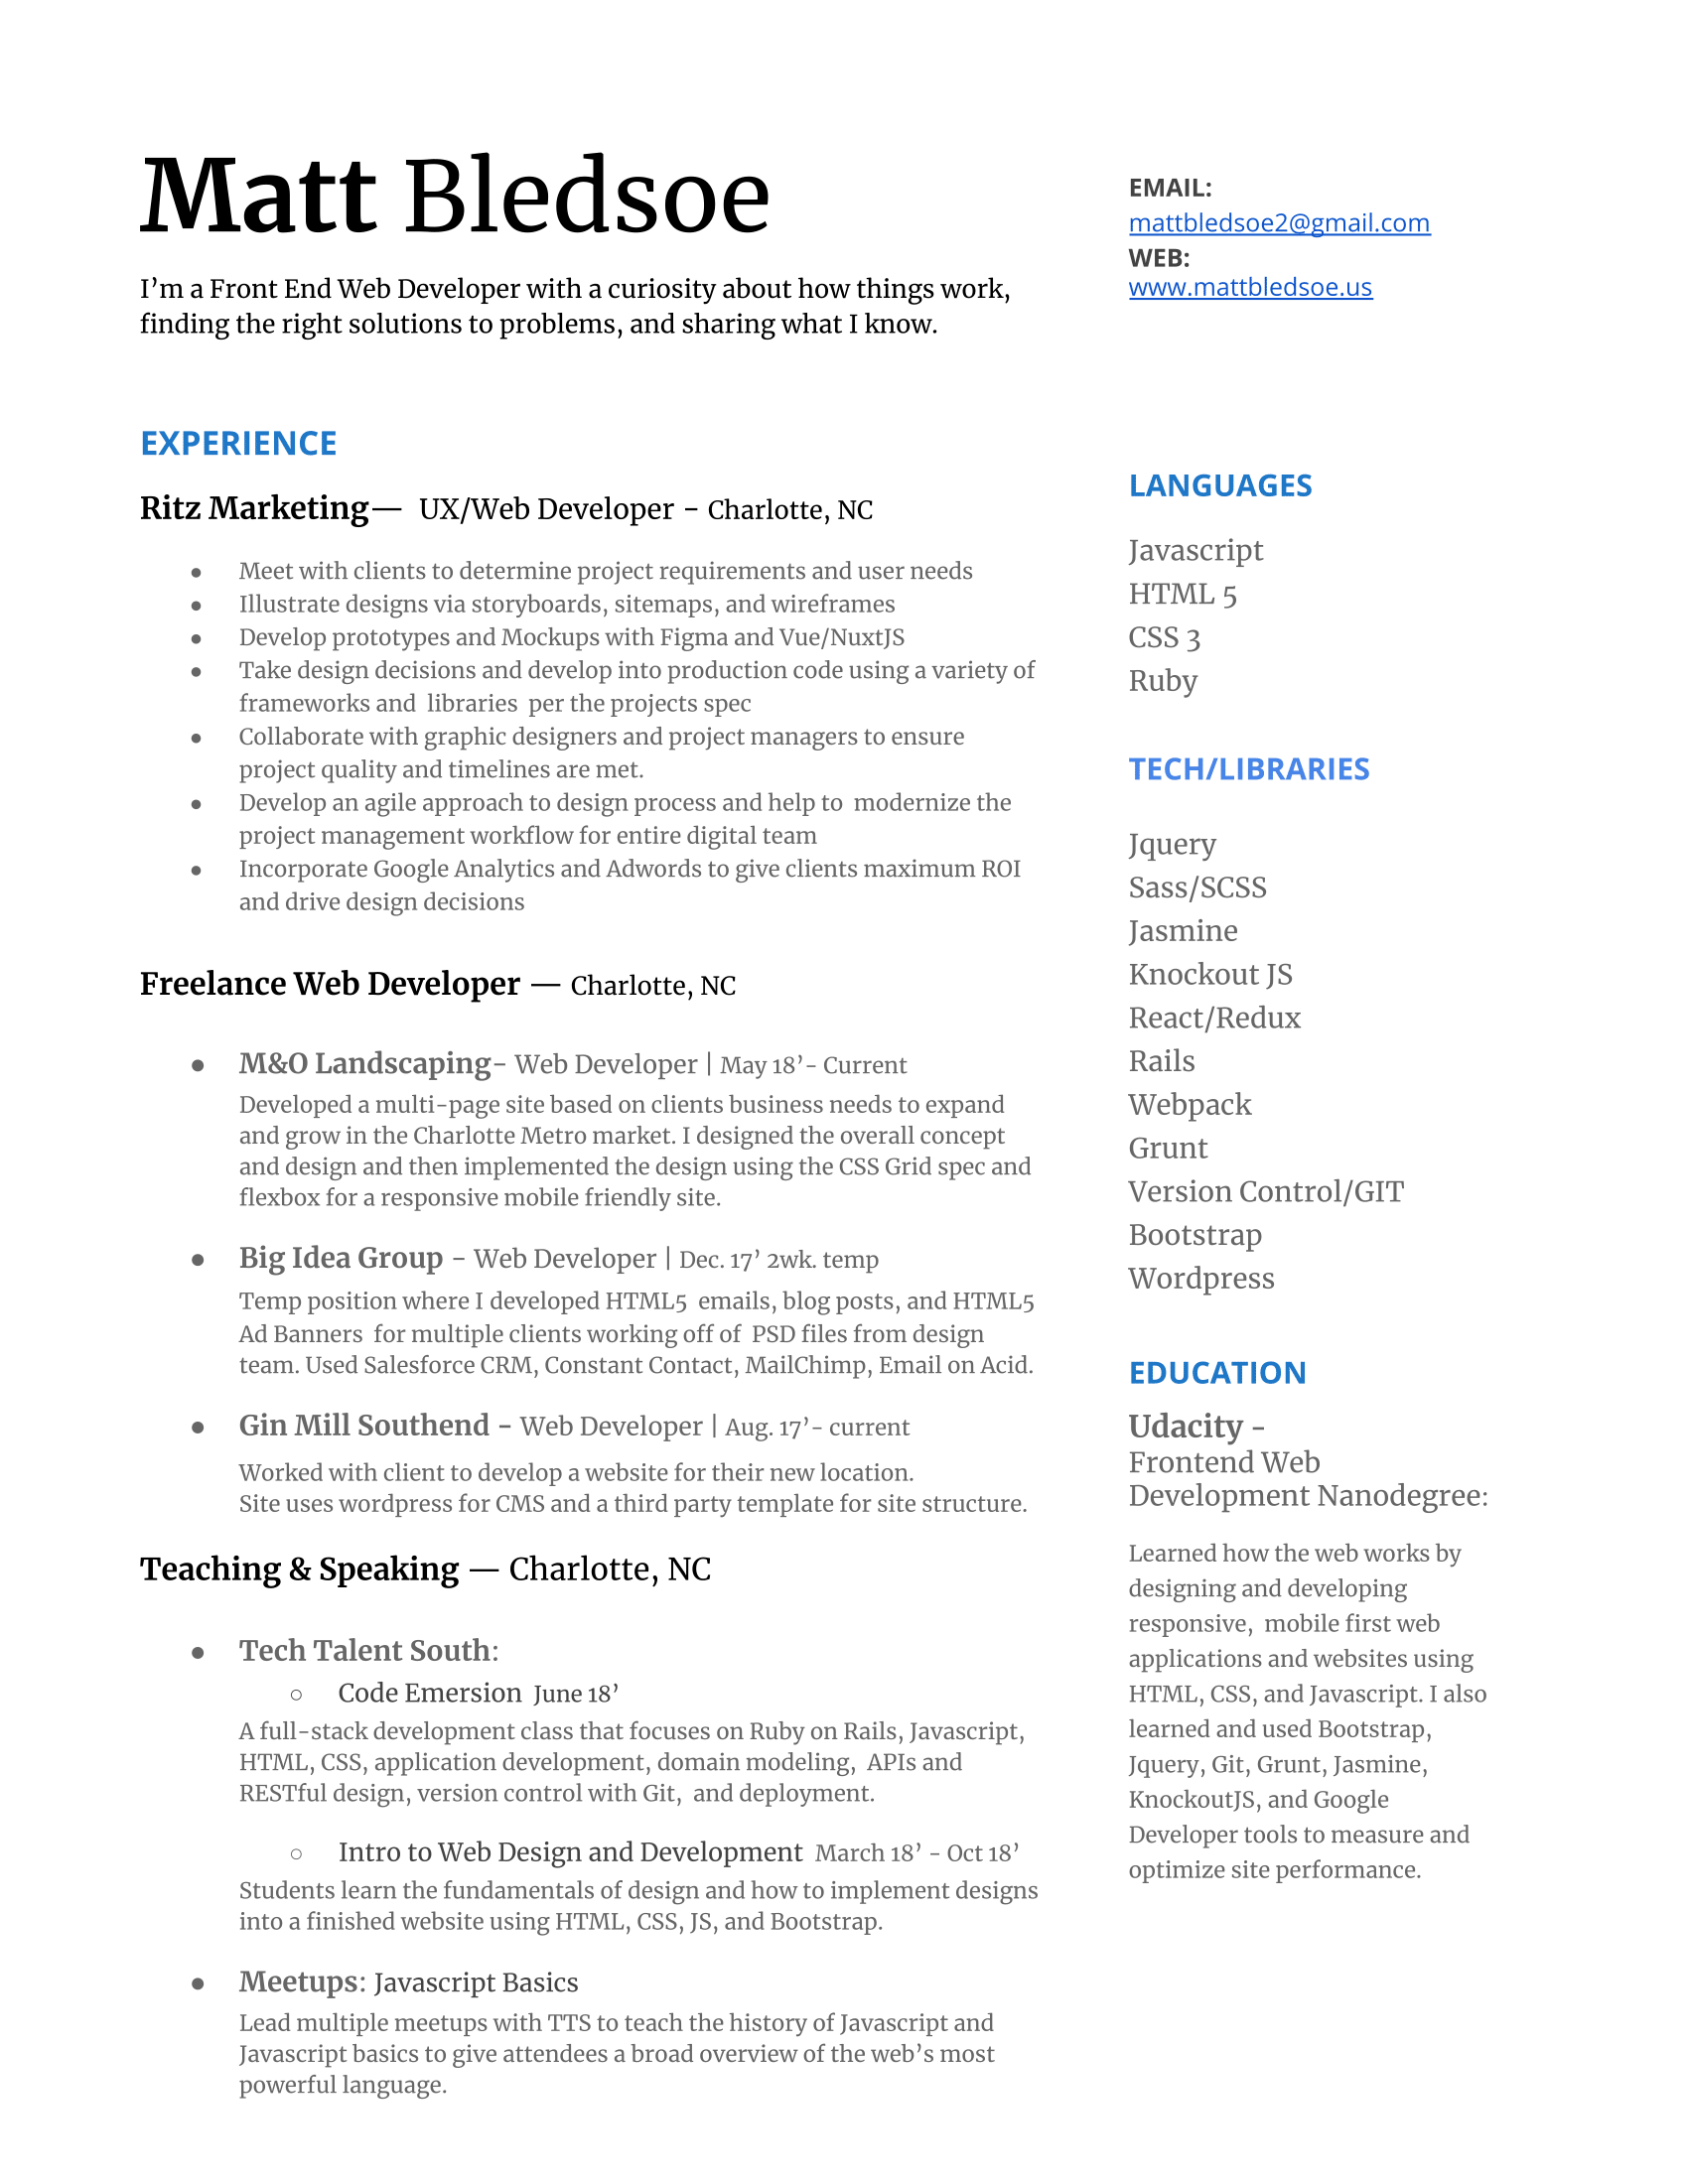 Matt Bledsoe
I’m a Front End Web Developer with a curiosity about how things work,
finding the right solutions to problems, and sharing what I know.
EMAIL:
mattbledsoe2@gmail.com
WEB:
www.mattbledsoe.us
EXPERIENCE
Ritz Marketing—  UX/Web Developer - Charlotte, NC
● Meet with clients to determine project requirements and user needs
● Illustrate designs via storyboards, sitemaps, and wireframes
● Develop prototypes and Mockups with Figma and Vue/NuxtJS
● Take design decisions and develop into production code using a variety of
frameworks and  libraries  per the projects spec
● Collaborate with graphic designers and project managers to ensure
project quality and timelines are met.
● Develop an agile approach to design process and help to  modernize the
project management workflow for entire digital team
● Incorporate Google Analytics and Adwords to give clients maximum ROI
and drive design decisions
Freelance Web Developer — Charlotte, NC
● M&O Landscaping- Web Developer | May 18’- Current
Developed a multi-page site based on clients business needs to expand
and grow in the Charlotte Metro market. I designed the overall concept
and design and then implemented the design using the CSS Grid spec and
flexbox for a responsive mobile friendly site.
● Big Idea Group - Web Developer | Dec. 17’ 2wk. temp
Temp position where I developed HTML5  emails, blog posts, and HTML5
Ad Banners  for multiple clients working off of  PSD files from design
team. Used Salesforce CRM, Constant Contact, MailChimp, Email on Acid.
● Gin Mill Southend - Web Developer | Aug. 17’- current
Worked with client to develop a website for their new location.
Site uses wordpress for CMS and a third party template for site structure.
Teaching & Speaking — Charlotte, NC
● Tech Talent South:
○ Code Emersion  June 18’
A full-stack development class that focuses on Ruby on Rails, Javascript,
HTML, CSS, application development, domain modeling,  APIs and
RESTful design, version control with Git,  and deployment.
○ Intro to Web Design and Development  March 18’ - Oct 18’
Students learn the fundamentals of design and how to implement designs
into a finished website using HTML, CSS, JS, and Bootstrap.
● Meetups: Javascript Basics
Lead multiple meetups with TTS to teach the history of Javascript and
Javascript basics to give attendees a broad overview of the web’s most
powerful language.
LANGUAGES
Javascript
HTML 5
CSS 3
Ruby
TECH/LIBRARIES
Jquery
Sass/SCSS
Jasmine
Knockout JS
React/Redux
Rails
Webpack
Grunt
Version Control/GIT
Bootstrap
Wordpress
EDUCATION
Udacity -
Frontend Web
Development Nanodegree:
Learned how the web works by
designing and developing
responsive,  mobile first web
applications and websites using
HTML, CSS, and Javascript. I also
learned and used Bootstrap,
Jquery, Git, Grunt, Jasmine,
KnockoutJS, and Google
Developer tools to measure and
optimize site performance.